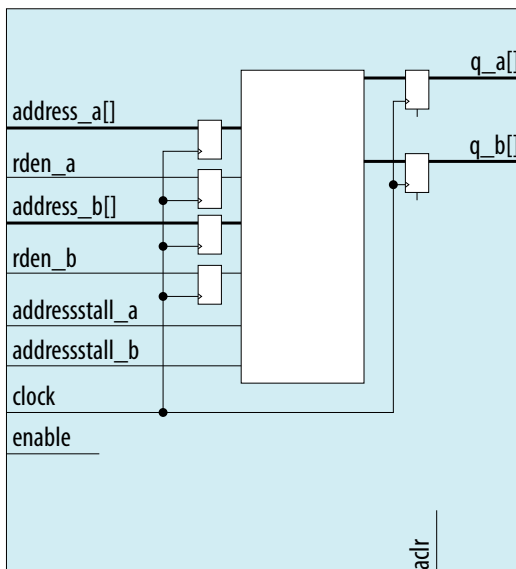 q_a[]
address_a[]
q_b[]
rden_a
address_b[]
rden_b
addressstall_a
addressstall_b
clock
enable
aclr